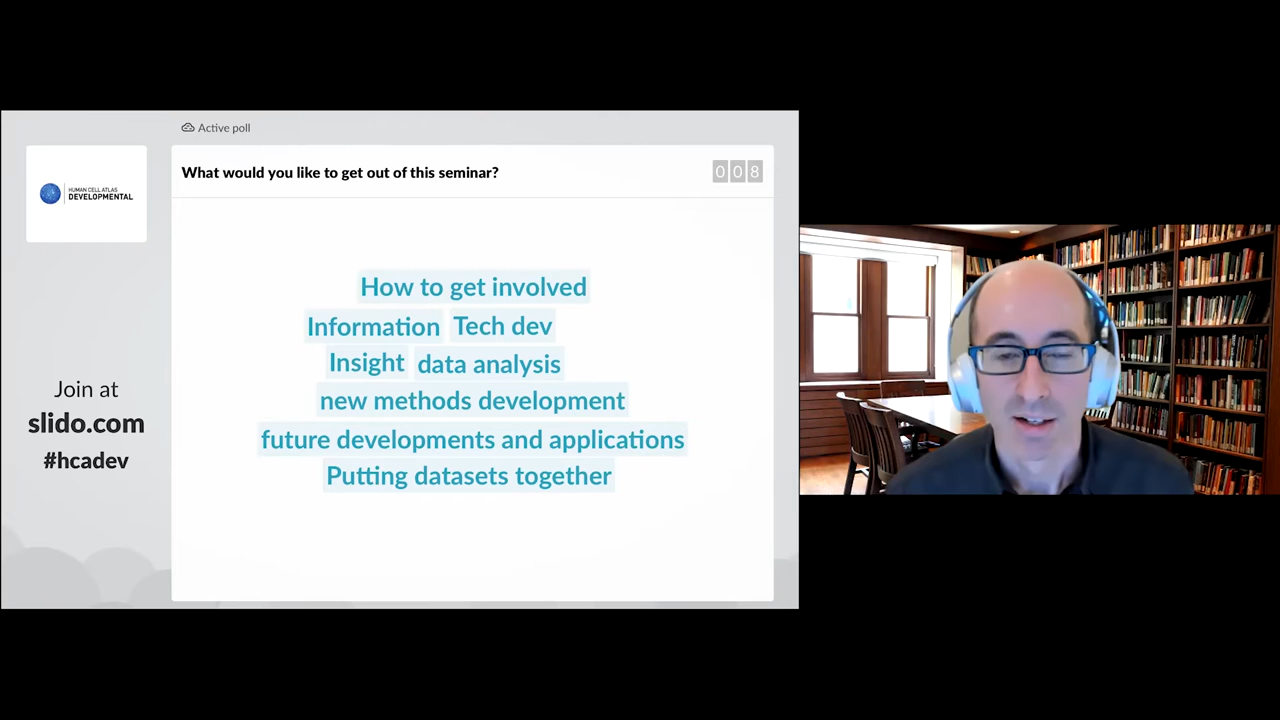 Active poll
HUMAN CELL ATLAS
DEVELOPMENTAL
What would you like to get out of this seminar?
008
How to get involved
Information Tech dev
Insight data analysis
new methods development
future developments and applications
Putting datasets together
Join at
slido.com
#hcadev